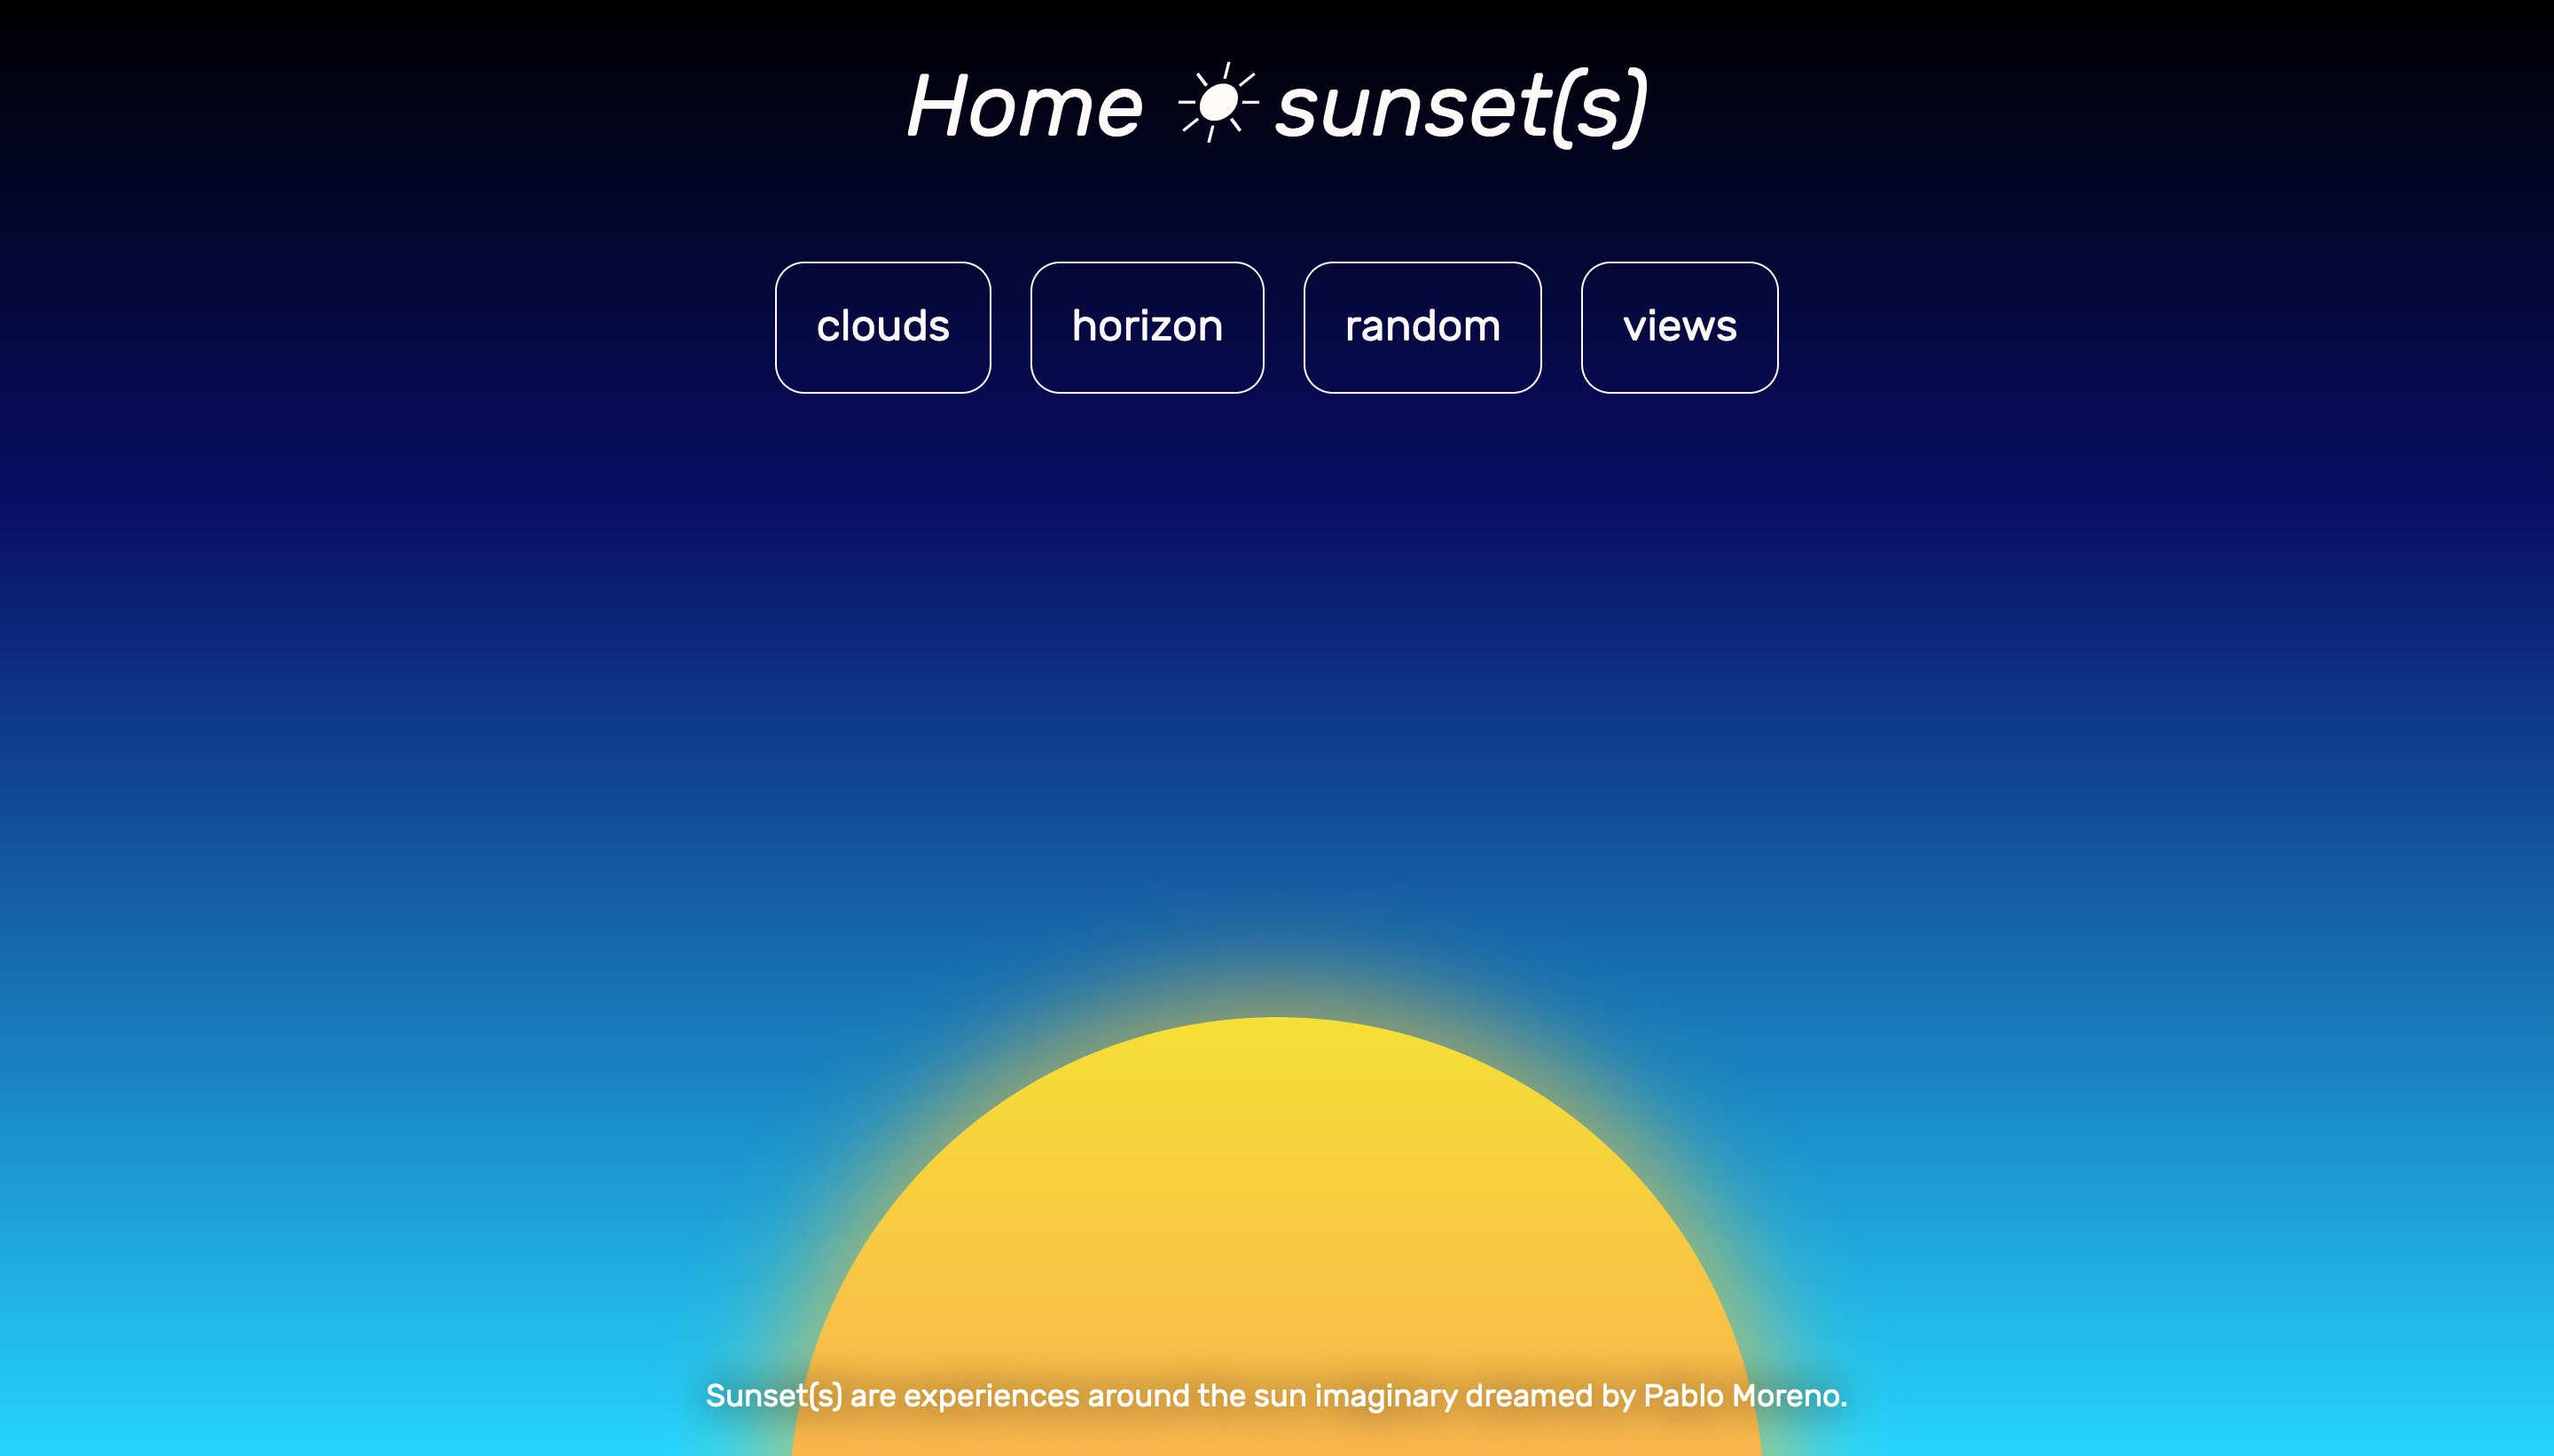 Home ☀ sunset(s)
clouds horizon random views
Sunset(s) are experiences around the sun imaginary dreamed by Pablo Moreno.